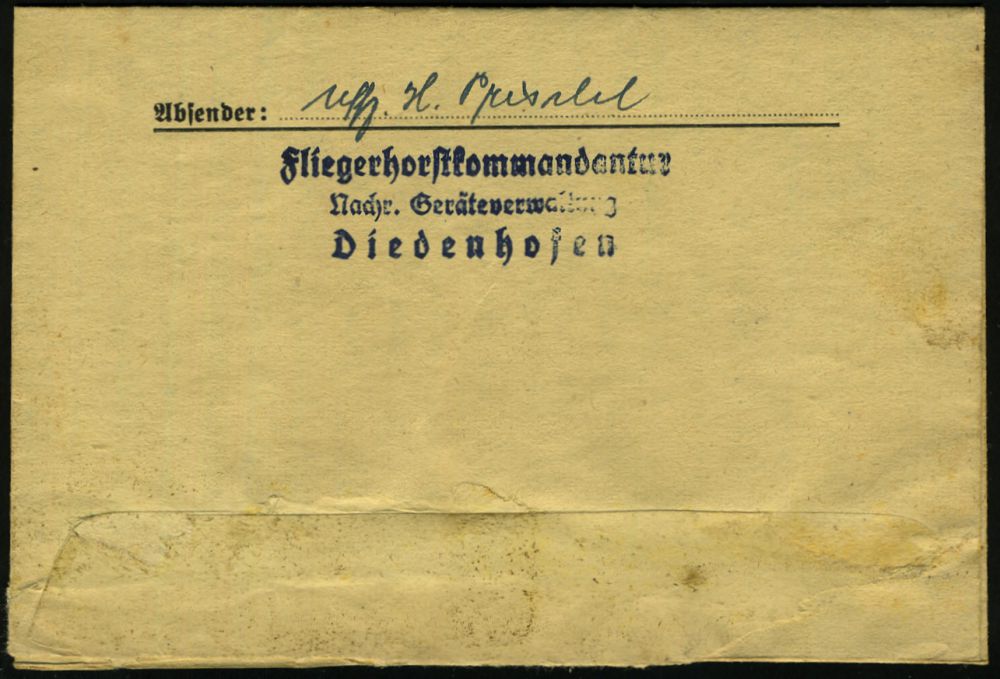 Absender: Uffz. H.
Fliegerhorstkommandantur
Nachr. Geräteverwaltung
Diedenhofen